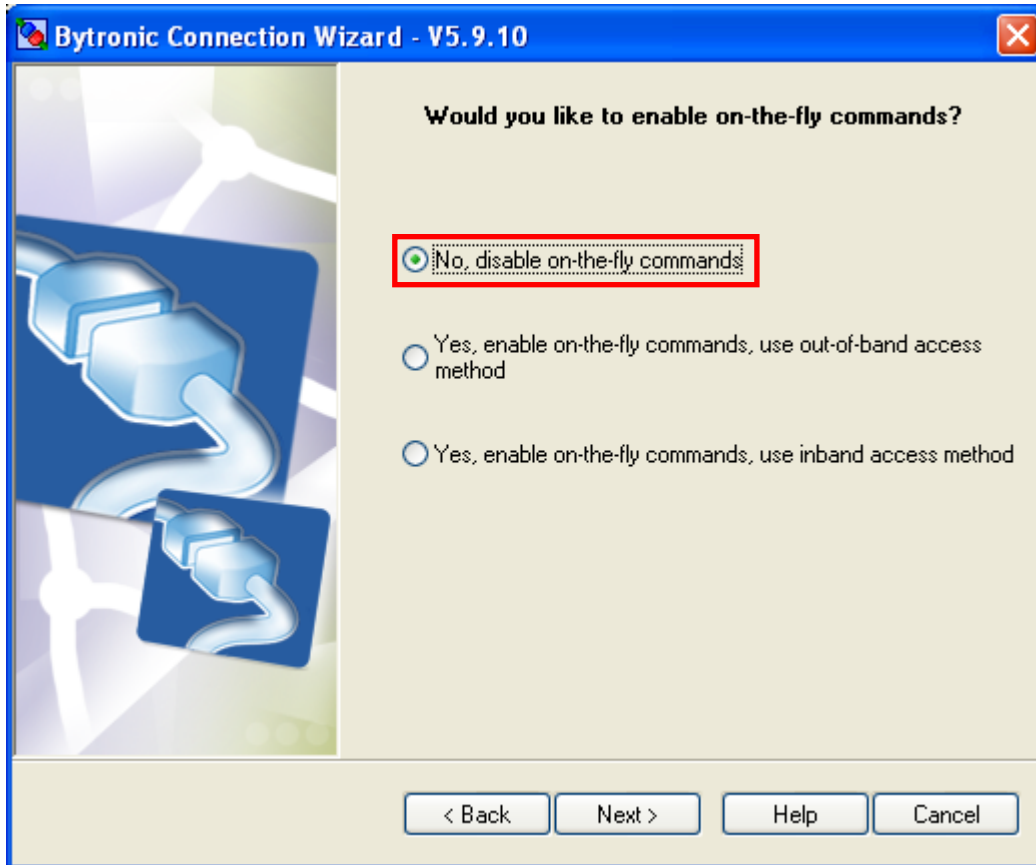 Bytronic Connection Wizard - V5.9.10
Would you like to enable on-the-fly commands?
No, disable on-the-fly commands
Yes, enable on-the-fly commands, use out-of-band access
method
Yes, enable on-the-fly commands, use inband access method
< Back
Next >
Help
Cancel